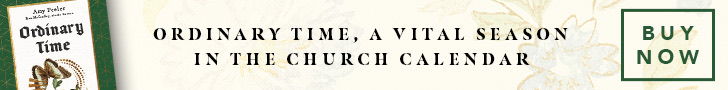 Amy Peeler
Ordinary
Time
ORDINARY TIME, A VITAL SEASON
IN THE CHURCH CALENDAR
BUY
NOW